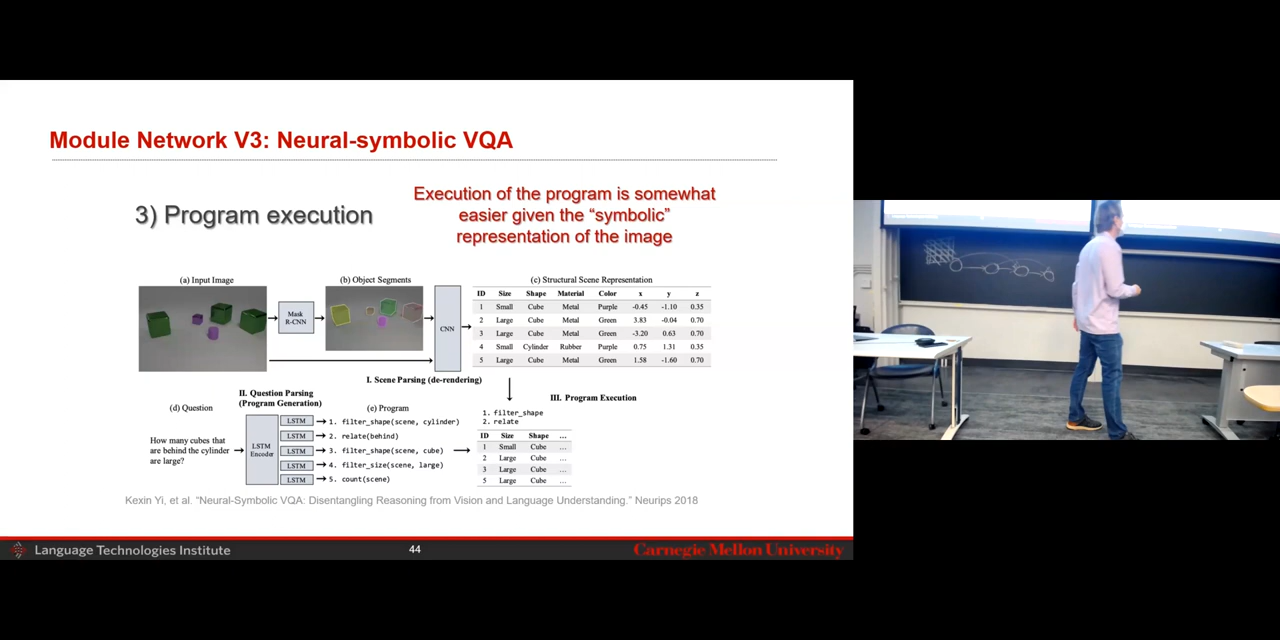 Module Network V3: Neural-symbolic VQA
3) Program execution
Execution of the program is somewhat
easier given the “symbolic”
representation of the image
(a) Input Image
(b) Object Segments
(c) Structural Scene Representation
Mask
R-CNN
CNN
ID Size Shape Material Color x y z
1 Small Cube Metal Purple -0.45 -1.10 0.35
2 Large Cube Metal Green 3.83 -0.04 0.70
3 Large Cube Metal Green -3.20 0.63 0.70
4 Small Cylinder Rubber Purple 0.75 1.31 0.35
5 Large Cube Metal Green 1.58 -1.60 0.70
I. Scene Parsing (de-rendering)
II. Question Parsing
(Program Generation)
III. Program Execution
(d) Question
(e) Program
How many cubes that
are behind the cylinder
are large?
LSTM
Encoder
LSTM 1. filter_shape(scene, cylinder)
LSTM 2. relate(behind)
LSTM 3. filter_shape(scene, cube)
LSTM 4. filter_size(scene, large)
LSTM 5. count(scene)
1. filter_shape
2. relate
ID Size Shape ...
1 Small Cube ...
2 Large Cube ...
3 Large Cube ...
5 Large Cube ...
Kexin Yi, et al. “Neural-Symbolic VQA: Disentangling Reasoning from Vision and Language Understanding.” Neurips 2018
Language Technologies Institute
44
Carnegie Mellon University